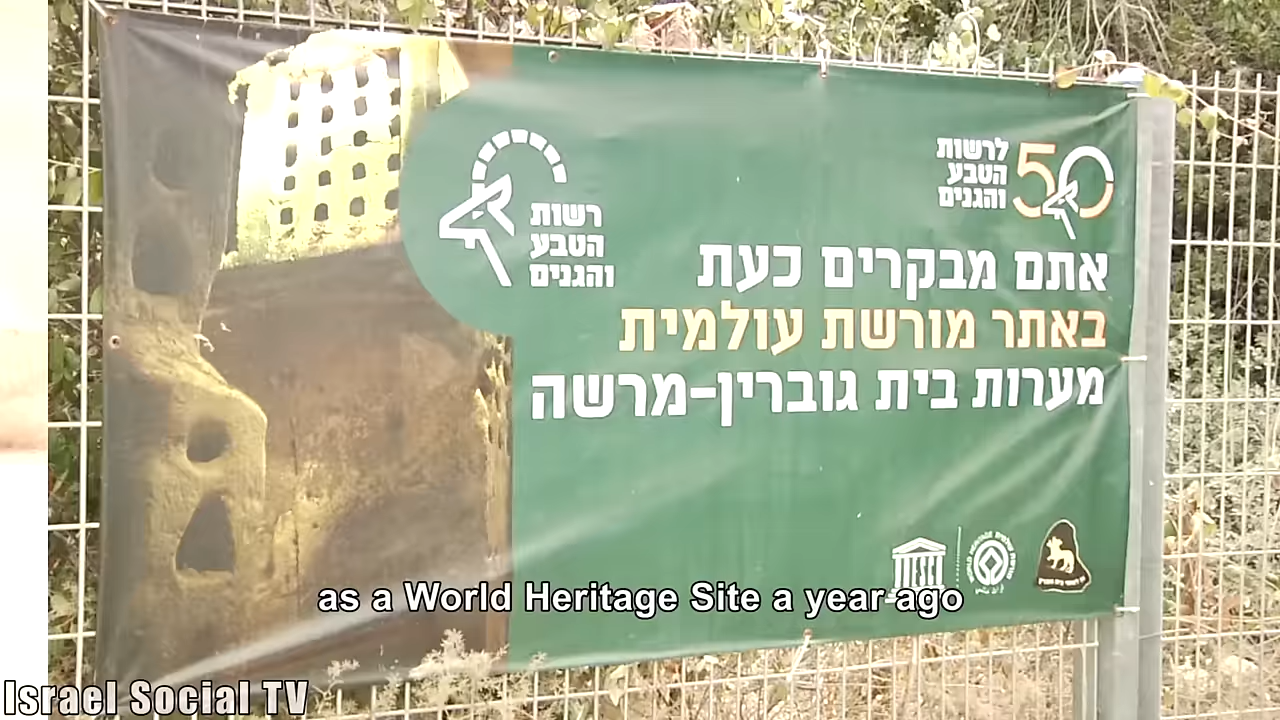 לרשות
הטבע
והגנים
50
רשות
הטבע
והגנים
אתם מבקרים כעת
באתר מורשת עולמית
מערות בית גוברין-מרשה
as a World Heritage Site a year ago
Israel Social TV